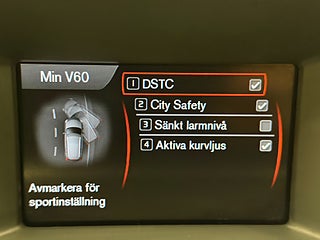 Min V60
1 DSTC
2 City Safety
3 Sänkt larmnivå
4 Aktiva kurvljus
Avmarkera för
sportinställning